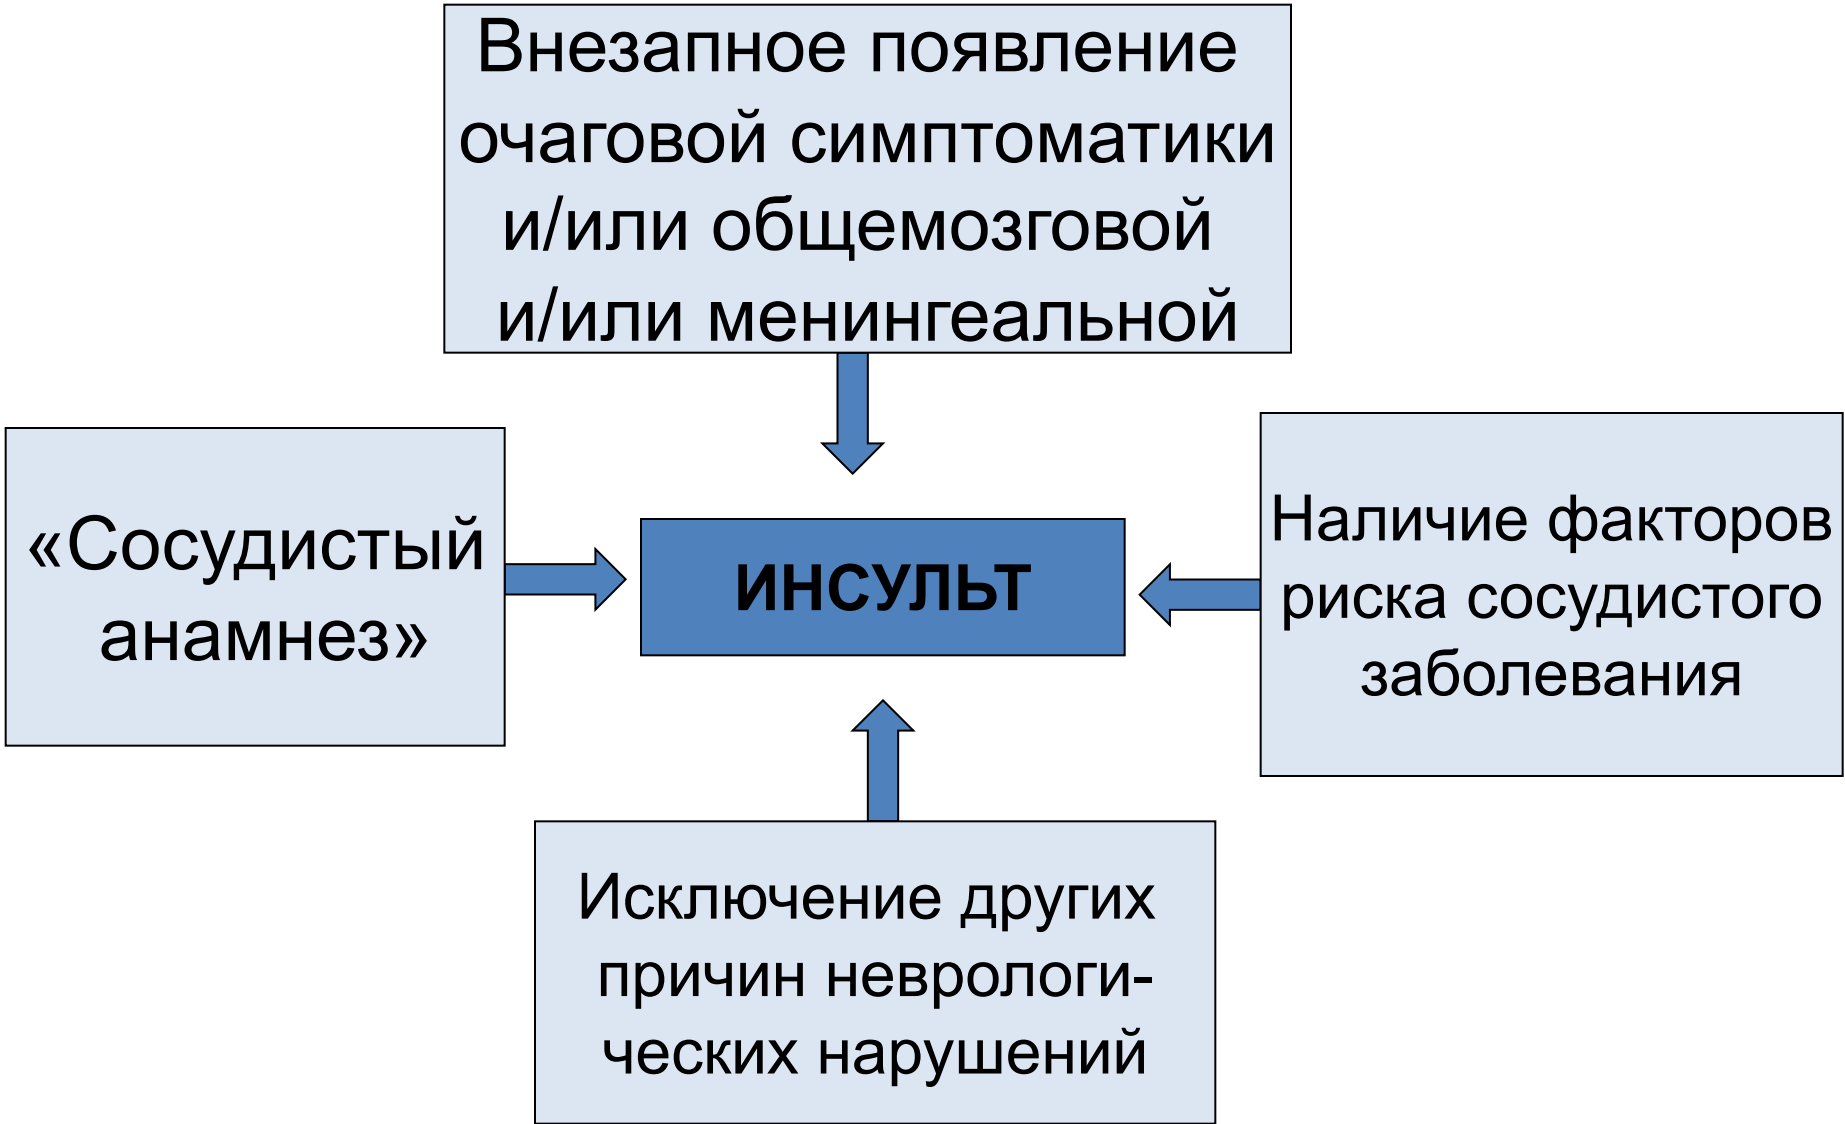 Внезапное появление
очаговой симптоматики
и/или общемозговой
и/или менингеальной
«Сосудистый
анамнез»
ИНСУЛЬТ
Наличие факторов
риска сосудистого
заболевания
Исключение других
причин неврологи-
ческих нарушений